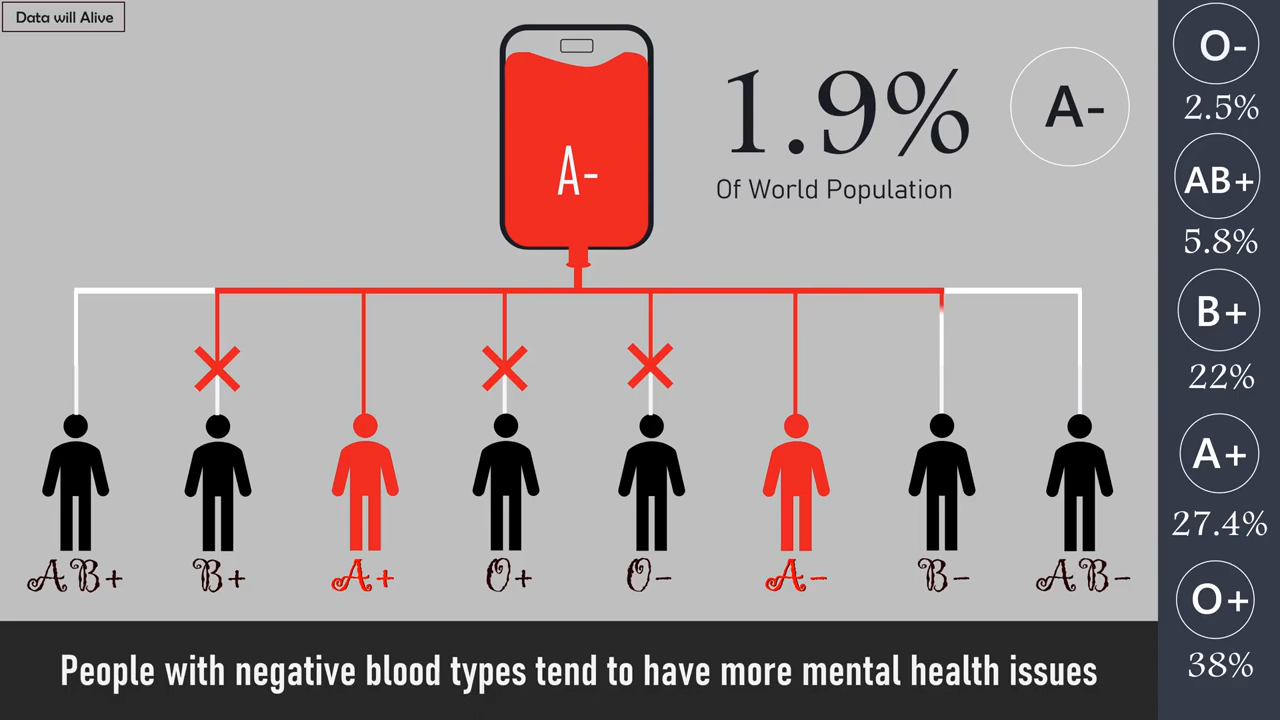 Data will Alive
A-
1.9%
Of World Population
A-
AB+
B+
A+
O+
O-
A-
B-
AB-
People with negative blood types tend to have more mental health issues
O-
2.5%
AB+
5.8%
B+
22%
A+
27.4%
O+
38%